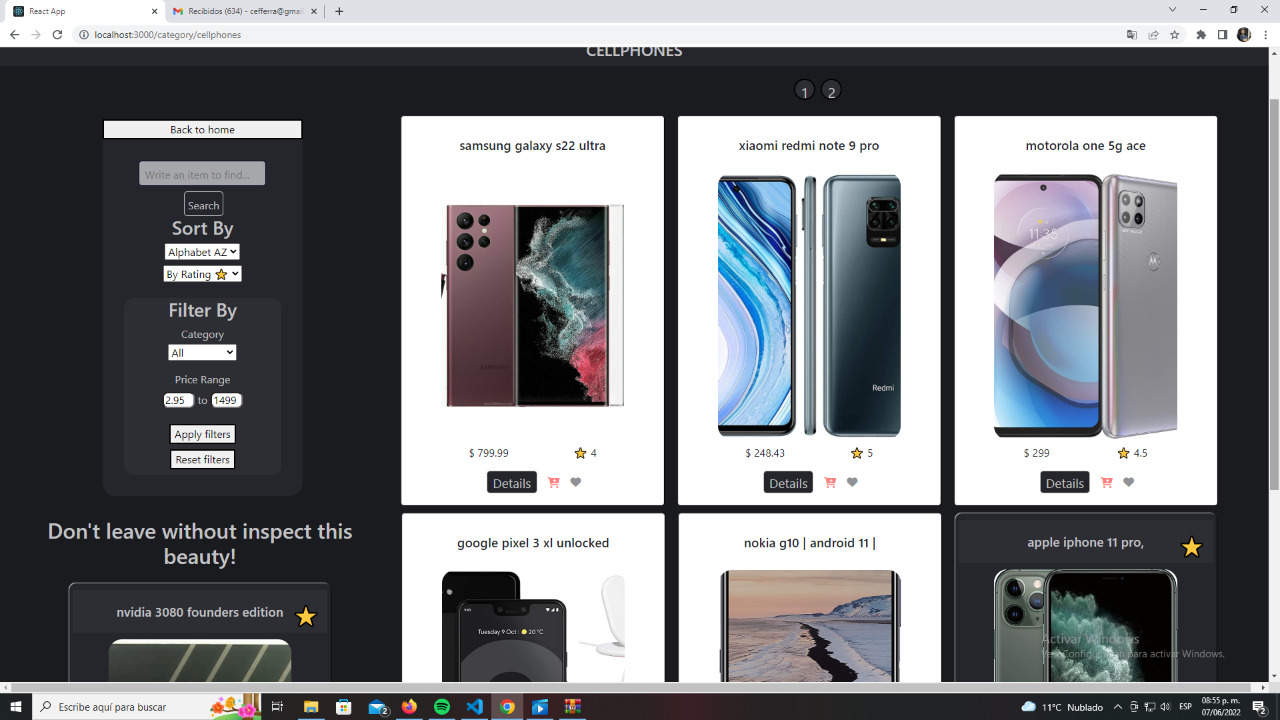 React App
Recibidos (634) - cefferra@gmai
localhost:3000/category/cellphones
CELLPHONES
1 2
Back to home
Write an item to find...
Search
Sort By
Alphabet AZ
By Rating ⭐
Filter By
Category
All
Price Range
2.95 to 1499
Apply filters
Reset filters
Don't leave without inspect this
beauty!
nvidia 3080 founders edition
samsung galaxy s22 ultra
$ 799.99
4
Details
xiaomi redmi note 9 pro
Redmi
$ 248.43
5
Details
motorola one 5g ace
11:35
$ 299
4.5
Details
google pixel 3 xl unlocked
Tuesday, 9 Oct | 20°C
nokia g10 | android 11 |
apple iphone 11 pro,
Activar Windows
Ve a Configuración para activar Windows.
Escribe aquí para buscar
2
11°C Nublado
ESP
08:55 p. m.
07/06/2022
2